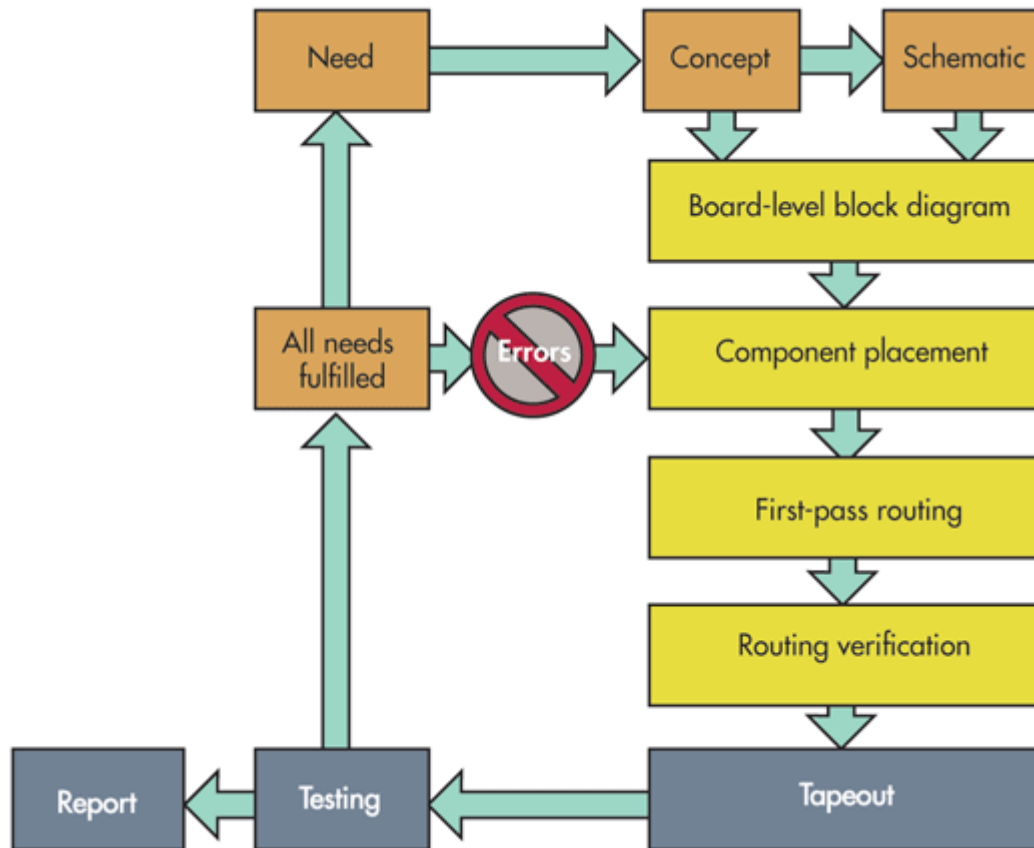 Need
Concept
Schematic
Board-level block diagram
All needs
fulfilled
Errors
Component placement
First-pass routing
Routing verification
Report
Testing
Tapeout